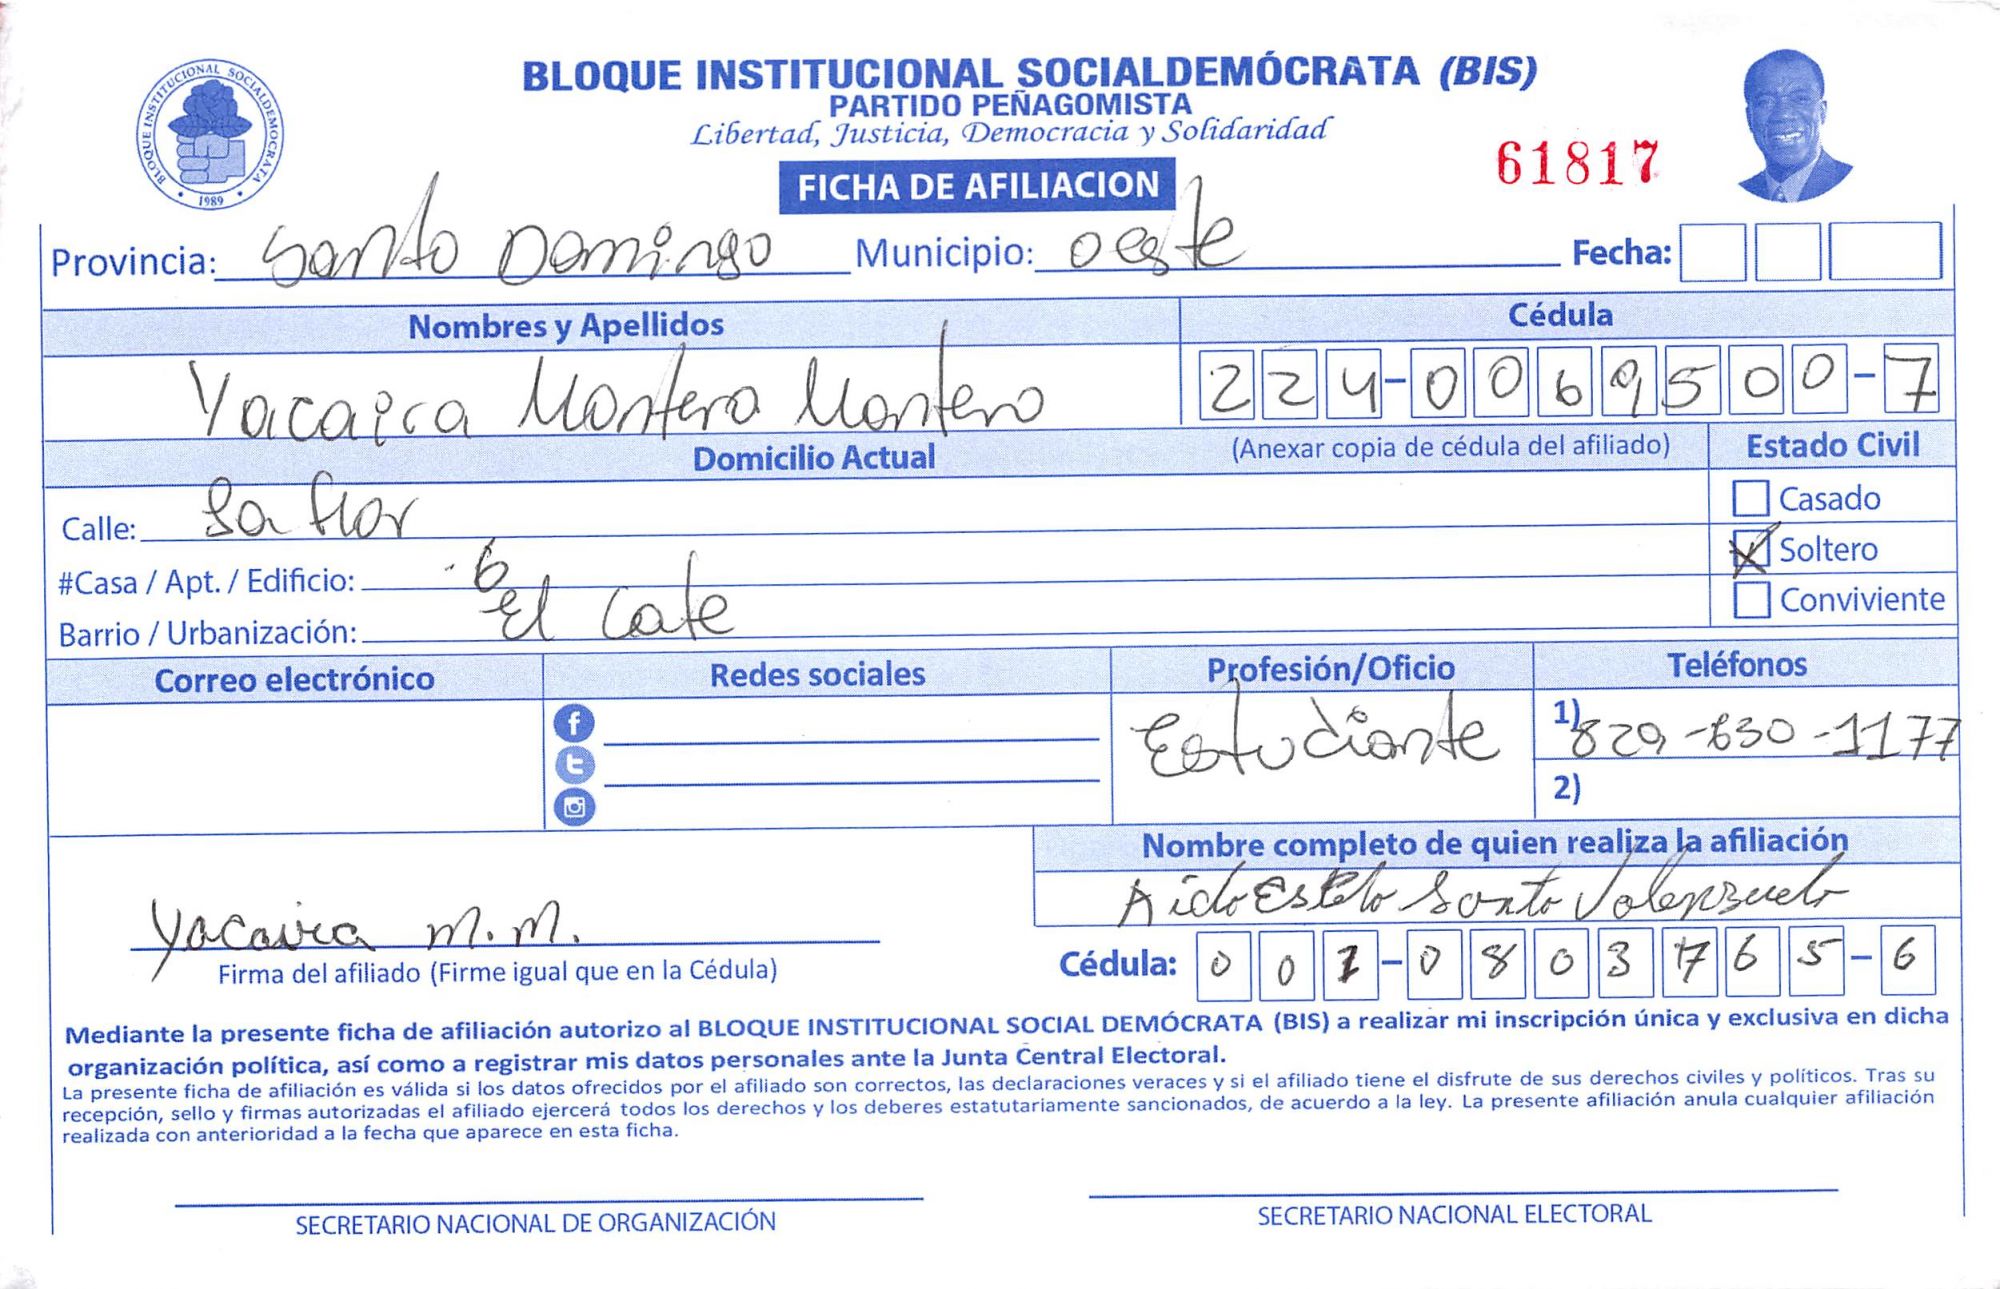 BLOQUE INSTITUCIONAL SOCIALDEMÓCRATA (BIS)
PARTIDO PEÑAGOMISTA
Libertad, Justicia, Democracia y Solidaridad
BLOQUE INSTITUCIONAL SOCIALDEMOCRATA
1989
61817
FICHA DE AFILIACION
Provincia: Santo Domingo Municipio: oeste Fecha:
Nombres y Apellidos Cédula
Yacaira Montero Montero 224-0069500-7
Domicilio Actual (Anexar copia de cédula del afiliado) Estado Civil
Calle: La flor Casado
#Casa / Apt. / Edificio: 6 X Soltero
Barrio / Urbanización: El Cafe Conviviente
Correo electrónico Redes sociales Profesión/Oficio Teléfonos
Estudiante 1) 829-630-1177
2)
Nombre completo de quien realiza la afiliación
Aida Estela Santo Valenzuela
Yacaira M.M.
Firma del afiliado (Firme igual que en la Cédula) Cédula: 001-0803765-6
Mediante la presente ficha de afiliación autorizo al BLOQUE INSTITUCIONAL SOCIAL DEMÓCRATA (BIS) a realizar mi inscripción única y exclusiva en dicha
organización política, así como a registrar mis datos personales ante la Junta Central Electoral.
La presente ficha de afiliación es válida si los datos ofrecidos por el afiliado son correctos, las declaraciones veraces y si el afiliado tiene el disfrute de sus derechos civiles y políticos. Tras su
recepción, sello y firmas autorizadas el afiliado ejercerá todos los derechos y los deberes estatutariamente sancionados, de acuerdo a la ley. La presente afiliación anula cualquier afiliación
realizada con anterioridad a la fecha que aparece en esta ficha.
SECRETARIO NACIONAL DE ORGANIZACIÓN SECRETARIO NACIONAL ELECTORAL